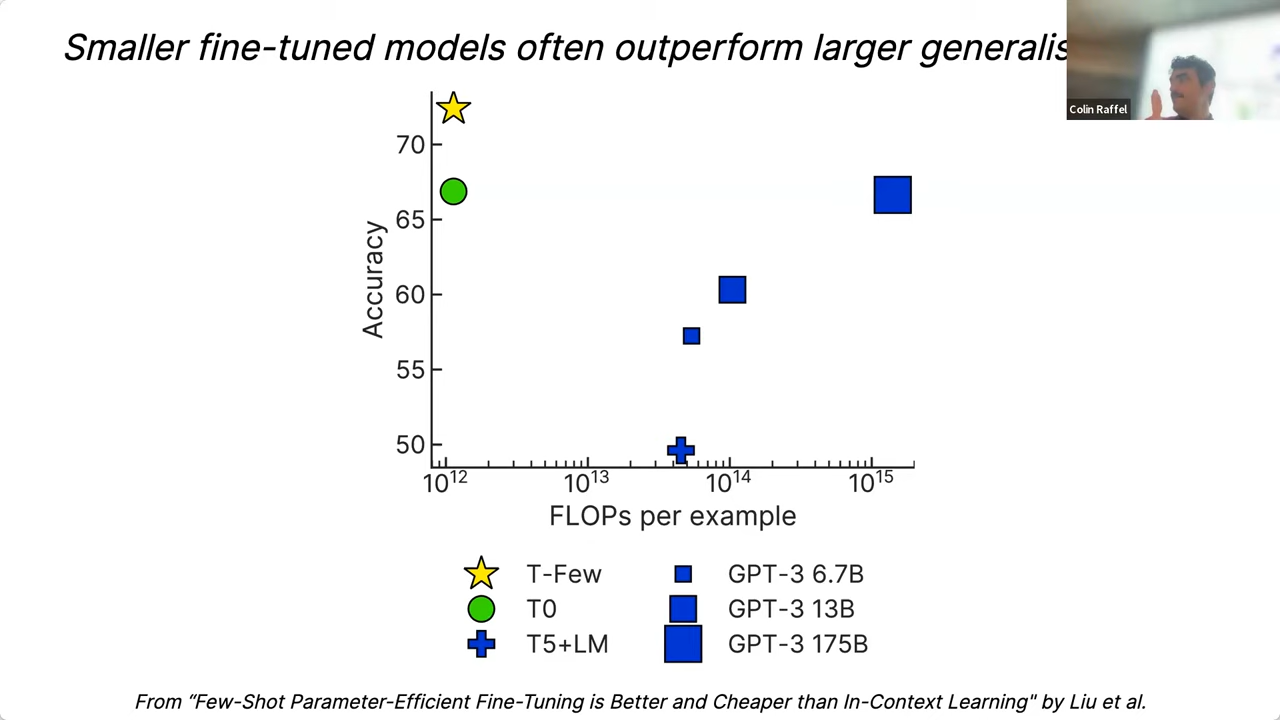 Smaller fine-tuned models often outperform larger generalis
Colin Raffel
70
65
60
55
50
Accuracy
10¹² 10¹³ 10¹⁴ 10¹⁵
FLOPs per example
T-Few GPT-3 6.7B
T0 GPT-3 13B
T5+LM GPT-3 175B
From “Few-Shot Parameter-Efficient Fine-Tuning is Better and Cheaper than In-Context Learning" by Liu et al.